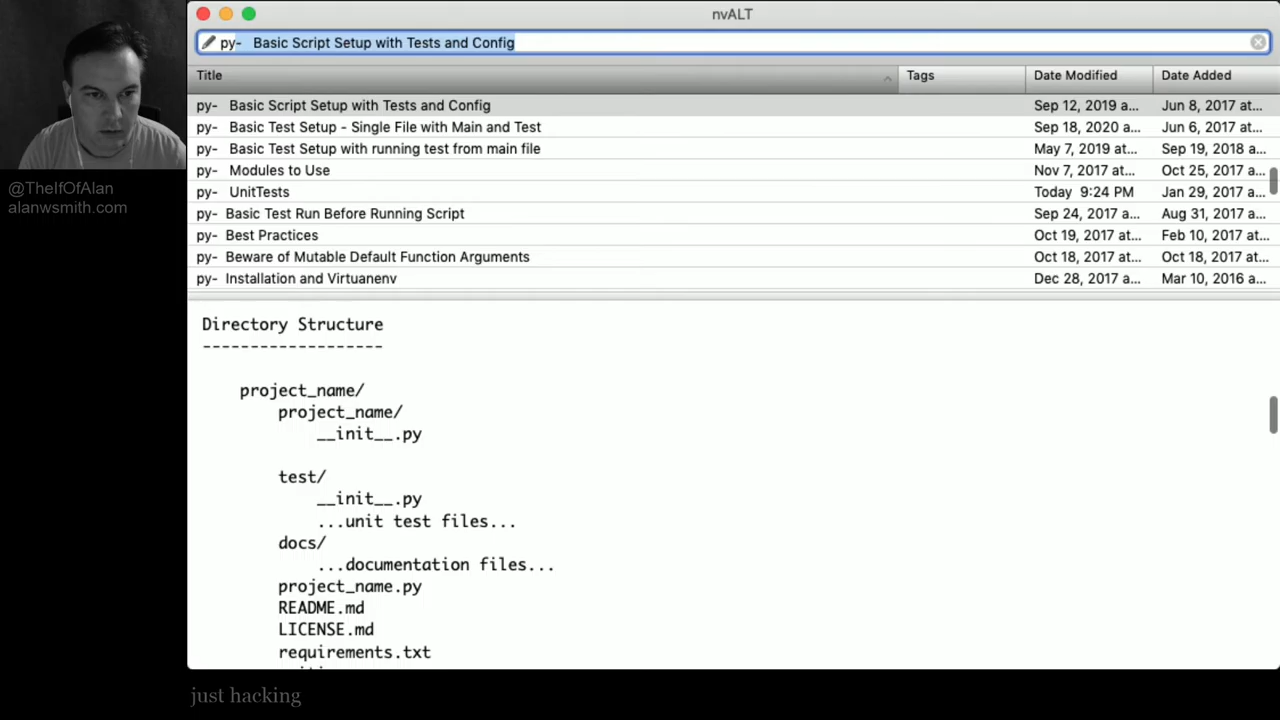 nvALT
py-  Basic Script Setup with Tests and Config
Title Tags Date Modified Date Added
py-  Basic Script Setup with Tests and Config Sep 12, 2019 a... Jun 8, 2017 at...
py-  Basic Test Setup - Single File with Main and Test Sep 18, 2020 a... Jun 6, 2017 at...
py-  Basic Test Setup with running test from main file May 7, 2019 at... Sep 19, 2018 a...
py-  Modules to Use Nov 7, 2017 at... Oct 25, 2017 a...
py-  UnitTests Today 9:24 PM Jan 29, 2017 a...
py- Basic Test Run Before Running Script Sep 24, 2017 a... Aug 31, 2017 a...
py- Best Practices Oct 19, 2017 at... Feb 10, 2017 a...
py- Beware of Mutable Default Function Arguments Oct 18, 2017 at... Oct 18, 2017 a...
py- Installation and Virtuanenv Dec 28, 2017 a... Mar 10, 2016 a...
@TheIfOfAlan
alanwsmith.com
Directory Structure
-------------------
project_name/
project_name/
__init__.py
test/
__init__.py
...unit test files...
docs/
...documentation files...
project_name.py
README.md
LICENSE.md
requirements.txt
just hacking